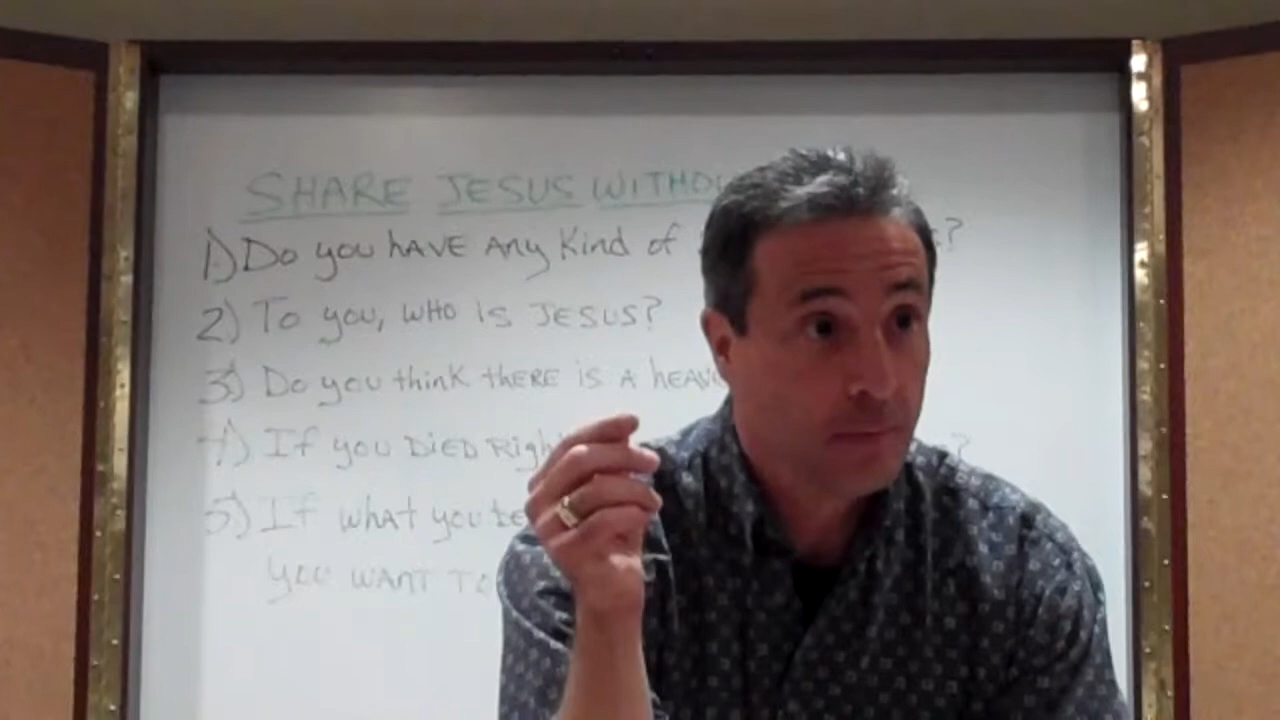 SHARE JESUS WITHOU
1) Do you have any kind of ?
2) To you, who is Jesus?
3) Do you think there is a heav
4) If you died righ ?
5) If what you be
you want to